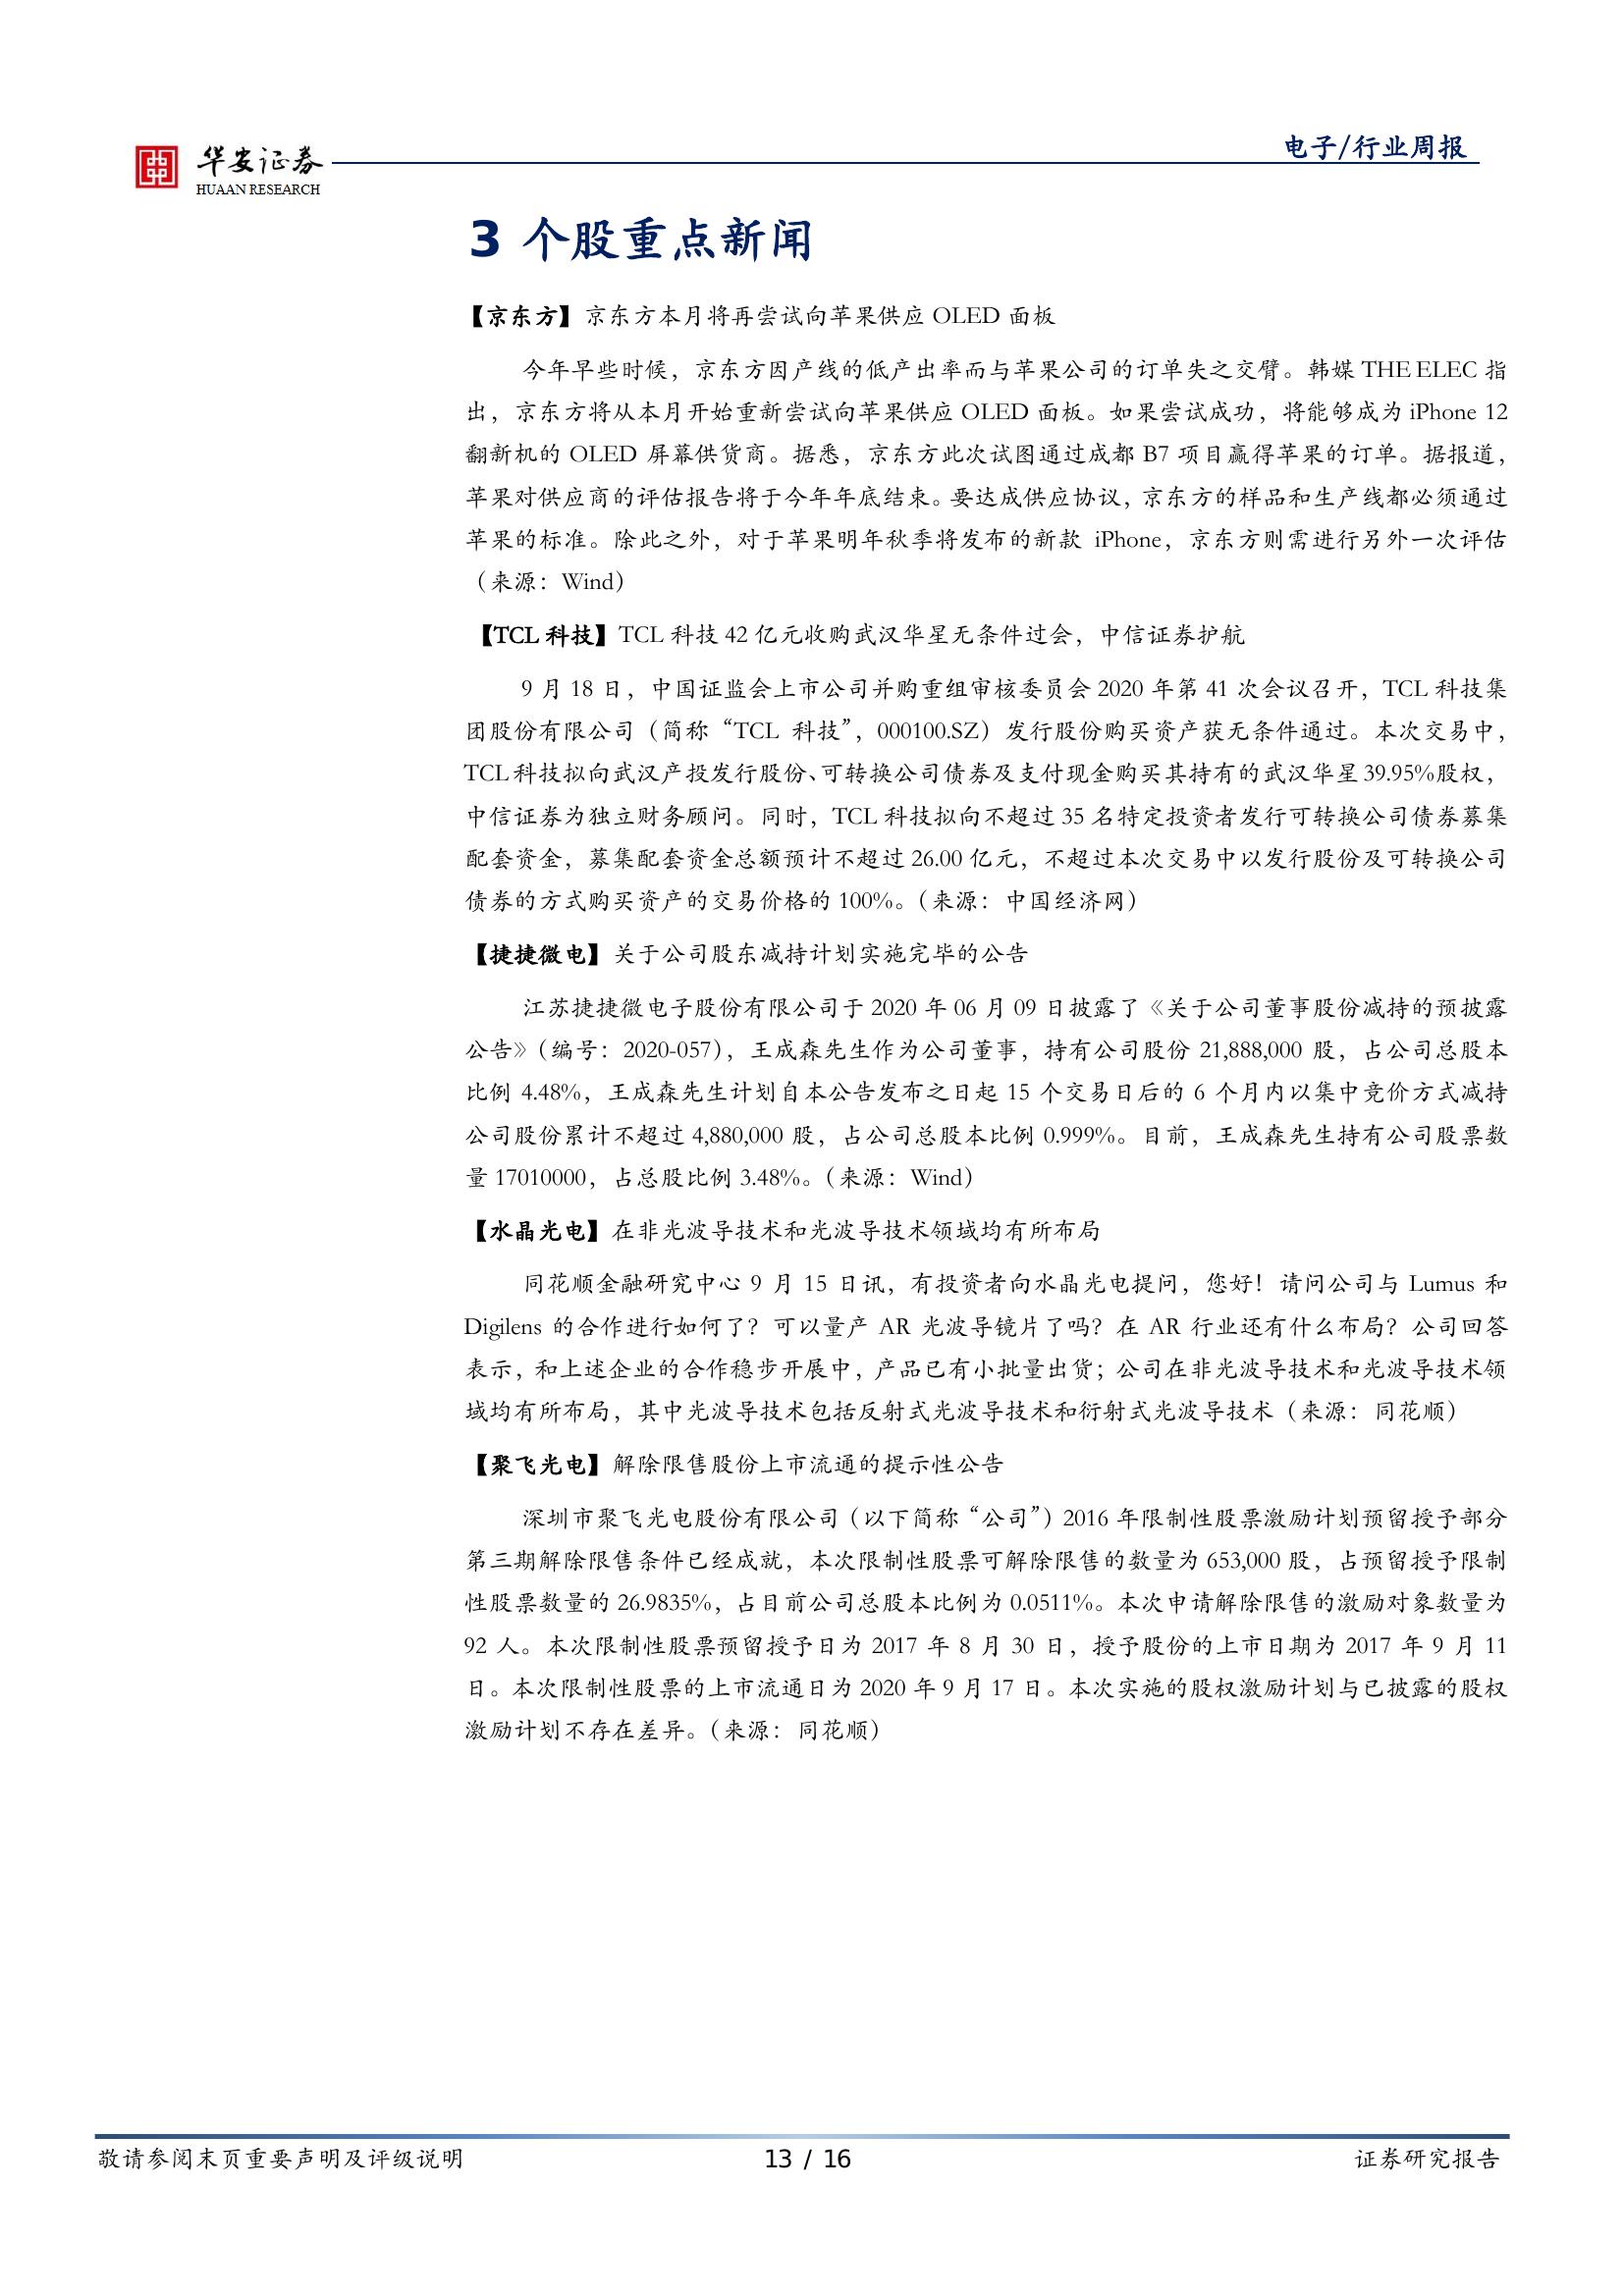 华安证券
HUAAN RESEARCH
电子/行业周报
3 个股重点新闻
【京东方】京东方本月将再尝试向苹果供应 OLED 面板
今年早些时候，京东方因产线的低产出率而与苹果公司的订单失之交臂。韩媒 THE ELEC 指
出，京东方将从本月开始重新尝试向苹果供应 OLED 面板。如果尝试成功，将能够成为 iPhone 12
翻新机的 OLED 屏幕供货商。据悉，京东方此次试图通过成都 B7 项目赢得苹果的订单。据报道，
苹果对供应商的评估报告将于今年年底结束。要达成供应协议，京东方的样品和生产线都必须通过
苹果的标准。除此之外，对于苹果明年秋季将发布的新款 iPhone，京东方则需进行另外一次评估
（来源：Wind）
【TCL 科技】TCL 科技 42 亿元收购武汉华星无条件过会，中信证券护航
9 月 18 日，中国证监会上市公司并购重组审核委员会 2020 年第 41 次会议召开，TCL 科技集
团股份有限公司（简称“TCL 科技”，000100.SZ）发行股份购买资产获无条件通过。本次交易中，
TCL 科技拟向武汉产投发行股份、可转换公司债券及支付现金购买其持有的武汉华星 39.95%股权，
中信证券为独立财务顾问。同时，TCL 科技拟向不超过 35 名特定投资者发行可转换公司债券募集
配套资金，募集配套资金总额预计不超过 26.00 亿元，不超过本次交易中以发行股份及可转换公司
债券的方式购买资产的交易价格的 100%。（来源：中国经济网）
【捷捷微电】关于公司股东减持计划实施完毕的公告
江苏捷捷微电子股份有限公司于 2020 年 06 月 09 日披露了《关于公司董事股份减持的预披露
公告》（编号：2020-057），王成森先生作为公司董事，持有公司股份 21,888,000 股，占公司总股本
比例 4.48%，王成森先生计划自本公告发布之日起 15 个交易日后的 6 个月内以集中竞价方式减持
公司股份累计不超过 4,880,000 股，占公司总股本比例 0.999%。目前，王成森先生持有公司股票数
量 17010000，占总股比例 3.48%。（来源：Wind）
【水晶光电】在非光波导技术和光波导技术领域均有所布局
同花顺金融研究中心 9 月 15 日讯，有投资者向水晶光电提问，您好！请问公司与 Lumus 和
Digilens 的合作进行如何了？可以量产 AR 光波导镜片了吗？在 AR 行业还有什么布局？公司回答
表示，和上述企业的合作稳步开展中，产品已有小批量出货；公司在非光波导技术和光波导技术领
域均有所布局，其中光波导技术包括反射式光波导技术和衍射式光波导技术（来源：同花顺）
【聚飞光电】解除限售股份上市流通的提示性公告
深圳市聚飞光电股份有限公司（以下简称“公司”）2016 年限制性股票激励计划预留授予部分
第三期解除限售条件已经成就，本次限制性股票可解除限售的数量为 653,000 股，占预留授予限制
性股票数量的 26.9835%，占目前公司总股本比例为 0.0511%。本次申请解除限售的激励对象数量为
92 人。本次限制性股票预留授予日为 2017 年 8 月 30 日，授予股份的上市日期为 2017 年 9 月 11
日。本次限制性股票的上市流通日为 2020 年 9 月 17 日。本次实施的股权激励计划与已披露的股权
激励计划不存在差异。（来源：同花顺）
敬请参阅末页重要声明及评级说明
13 / 16
证券研究报告